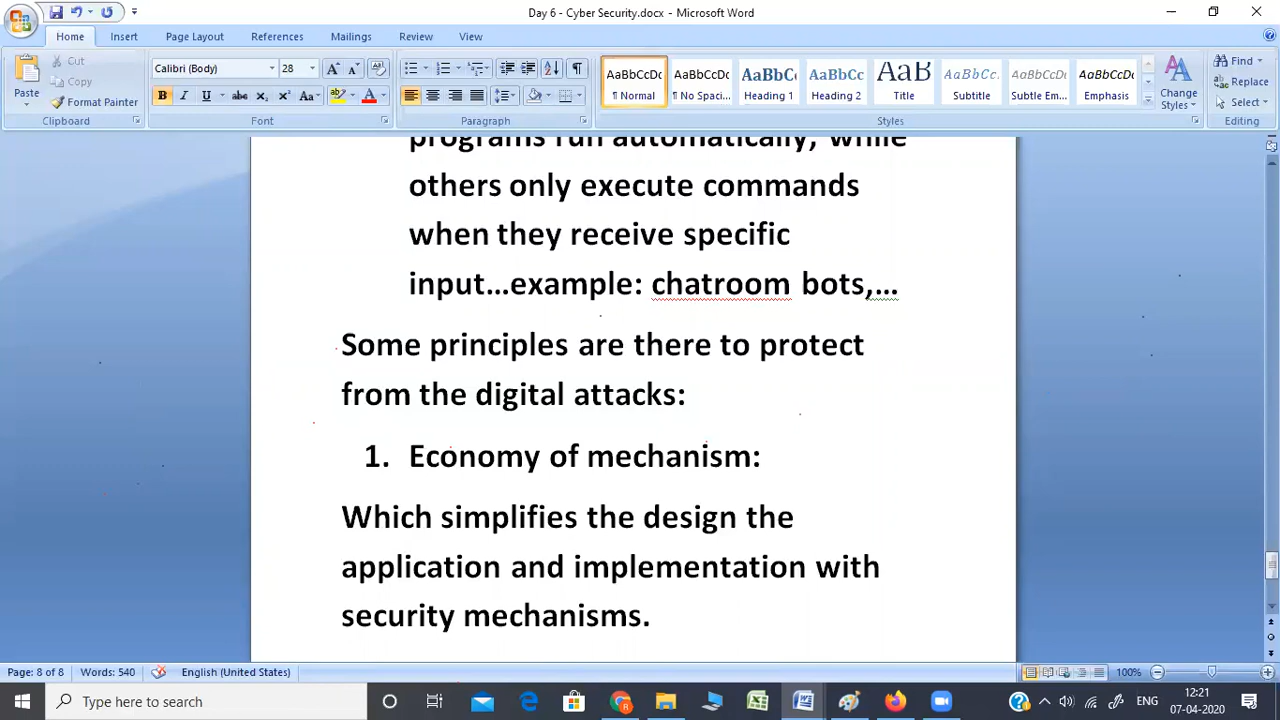 Day 6 - Cyber Security.docx - Microsoft Word
Home Insert Page Layout References Mailings Review View
Paste
Cut
Copy
Format Painter
Clipboard
Calibri (Body) 28
Font
Paragraph
AaBbCcDc AaBbCcDc AaBbCc AaBbCc AaB AaBbCc. AaBbCcDc AaBbCcDc
¶ Normal ¶ No Spaci... Heading 1 Heading 2 Title Subtitle Subtle Em... Emphasis
Change Styles
Styles
Find
Replace
Select
Editing
programs run automatically, while
others only execute commands
when they receive specific
input…example: chatroom bots,…
Some principles are there to protect
from the digital attacks:
1. Economy of mechanism:
Which simplifies the design the
application and implementation with
security mechanisms.
Page: 8 of 8 Words: 540 English (United States) 100%
Type here to search
ENG
12:21
07-04-2020